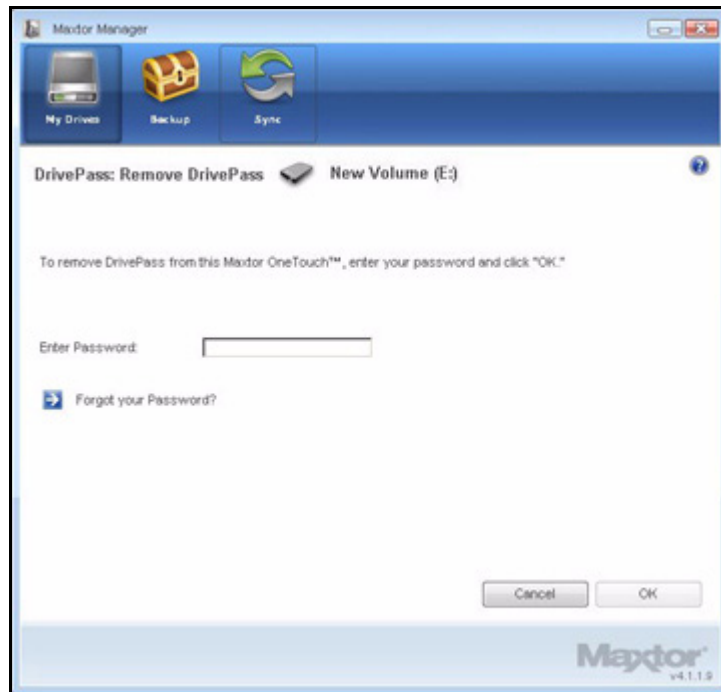 Maxtor Manager
My Drives Backup Sync
DrivePass: Remove DrivePass New Volume (E:)
To remove DrivePass from this Maxtor OneTouch™, enter your password and click "OK."
Enter Password:
Forgot your Password?
Cancel OK
Maxtor
v4.1.1.9